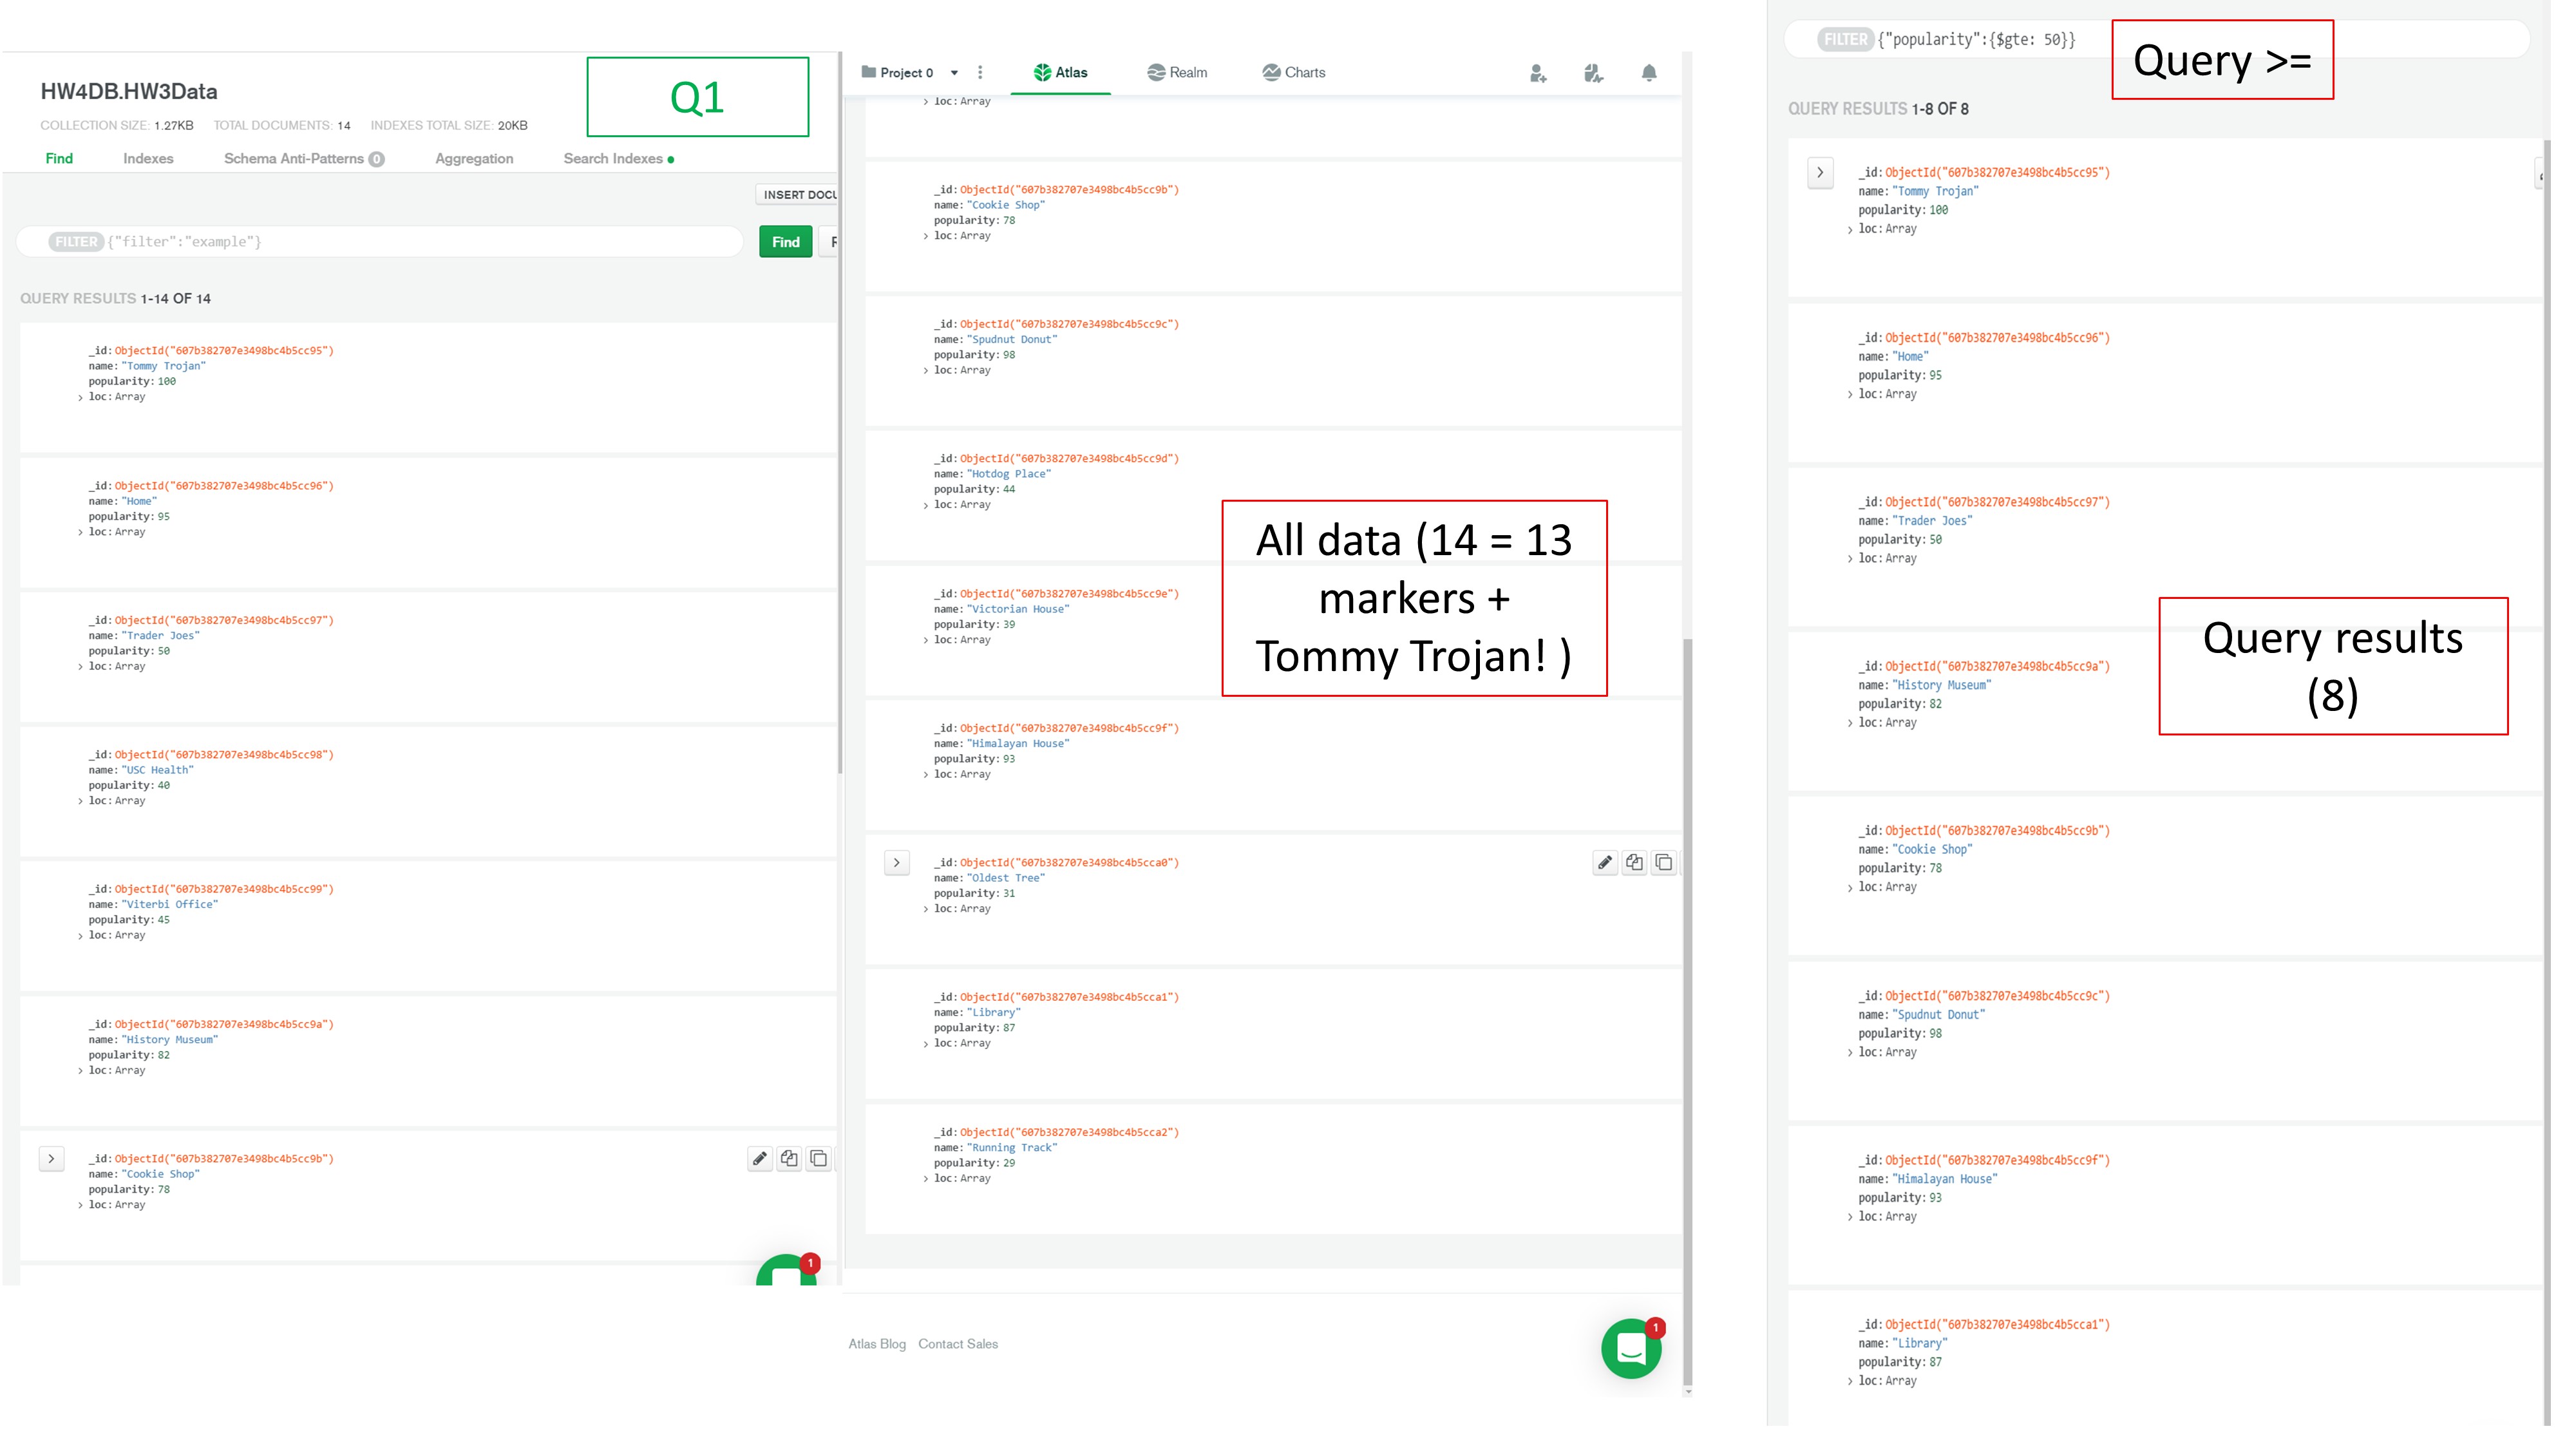 HW4DB.HW3Data
Q1
COLLECTION SIZE: 1.27KB TOTAL DOCUMENTS: 14 INDEXES TOTAL SIZE: 20KB
Find Indexes Schema Anti-Patterns 0 Aggregation Search Indexes
INSERT DOCU
FILTER {"filter":"example"}
Find
QUERY RESULTS 1-14 OF 14
_id: ObjectId("607b382707e3498bc4b5cc95")
name: "Tommy Trojan"
popularity: 100
> loc: Array
_id: ObjectId("607b382707e3498bc4b5cc96")
name: "Home"
popularity: 95
> loc: Array
_id: ObjectId("607b382707e3498bc4b5cc97")
name: "Trader Joes"
popularity: 50
> loc: Array
_id: ObjectId("607b382707e3498bc4b5cc98")
name: "USC Health"
popularity: 40
> loc: Array
_id: ObjectId("607b382707e3498bc4b5cc99")
name: "Viterbi Office"
popularity: 45
> loc: Array
_id: ObjectId("607b382707e3498bc4b5cc9a")
name: "History Museum"
popularity: 82
> loc: Array
_id: ObjectId("607b382707e3498bc4b5cc9b")
name: "Cookie Shop"
popularity: 78
> loc: Array
1
Project 0 Atlas Realm Charts
> loc: Array
_id: ObjectId("607b382707e3498bc4b5cc9b")
name: "Cookie Shop"
popularity: 78
> loc: Array
_id: ObjectId("607b382707e3498bc4b5cc9c")
name: "Spudnut Donut"
popularity: 98
> loc: Array
_id: ObjectId("607b382707e3498bc4b5cc9d")
name: "Hotdog Place"
popularity: 44
> loc: Array
_id: ObjectId("607b382707e3498bc4b5cc9e")
name: "Victorian House"
popularity: 39
> loc: Array
All data (14 = 13
markers +
Tommy Trojan! )
_id: ObjectId("607b382707e3498bc4b5cc9f")
name: "Himalayan House"
popularity: 93
> loc: Array
_id: ObjectId("607b382707e3498bc4b5cca0")
name: "Oldest Tree"
popularity: 31
> loc: Array
_id: ObjectId("607b382707e3498bc4b5cca1")
name: "Library"
popularity: 87
> loc: Array
_id: ObjectId("607b382707e3498bc4b5cca2")
name: "Running Track"
popularity: 29
> loc: Array
Atlas Blog Contact Sales
1
FILTER {"popularity":{$gte: 50}}
Query >=
QUERY RESULTS 1-8 OF 8
_id: ObjectId("607b382707e3498bc4b5cc95")
name: "Tommy Trojan"
popularity: 100
> loc: Array
_id: ObjectId("607b382707e3498bc4b5cc96")
name: "Home"
popularity: 95
> loc: Array
_id: ObjectId("607b382707e3498bc4b5cc97")
name: "Trader Joes"
popularity: 50
> loc: Array
Query results
(8)
_id: ObjectId("607b382707e3498bc4b5cc9a")
name: "History Museum"
popularity: 82
> loc: Array
_id: ObjectId("607b382707e3498bc4b5cc9b")
name: "Cookie Shop"
popularity: 78
> loc: Array
_id: ObjectId("607b382707e3498bc4b5cc9c")
name: "Spudnut Donut"
popularity: 98
> loc: Array
_id: ObjectId("607b382707e3498bc4b5cc9f")
name: "Himalayan House"
popularity: 93
> loc: Array
_id: ObjectId("607b382707e3498bc4b5cca1")
name: "Library"
popularity: 87
> loc: Array